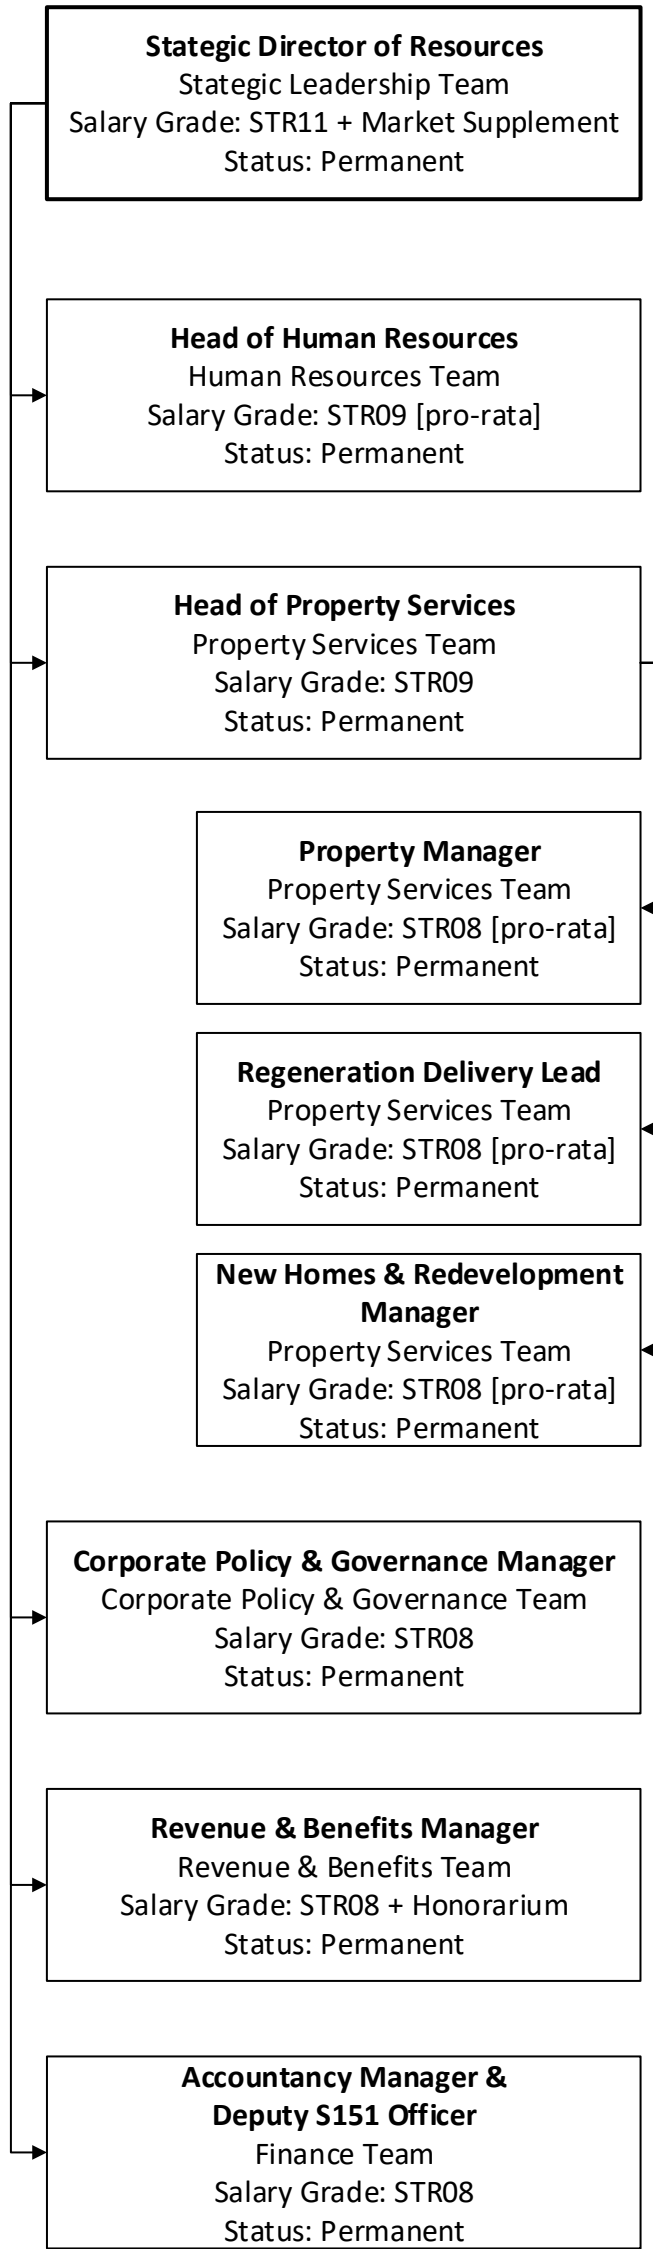 Stategic Director of Resources
Stategic Leadership Team
Salary Grade: STR11 + Market Supplement
Status: Permanent
Head of Human Resources
Human Resources Team
Salary Grade: STR09 [pro-rata]
Status: Permanent
Head of Property Services
Property Services Team
Salary Grade: STR09
Status: Permanent
Property Manager
Property Services Team
Salary Grade: STR08 [pro-rata]
Status: Permanent
Regeneration Delivery Lead
Property Services Team
Salary Grade: STR08 [pro-rata]
Status: Permanent
New Homes & Redevelopment
Manager
Property Services Team
Salary Grade: STR08 [pro-rata]
Status: Permanent
Corporate Policy & Governance Manager
Corporate Policy & Governance Team
Salary Grade: STR08
Status: Permanent
Revenue & Benefits Manager
Revenue & Benefits Team
Salary Grade: STR08 + Honorarium
Status: Permanent
Accountancy Manager &
Deputy S151 Officer
Finance Team
Salary Grade: STR08
Status: Permanent